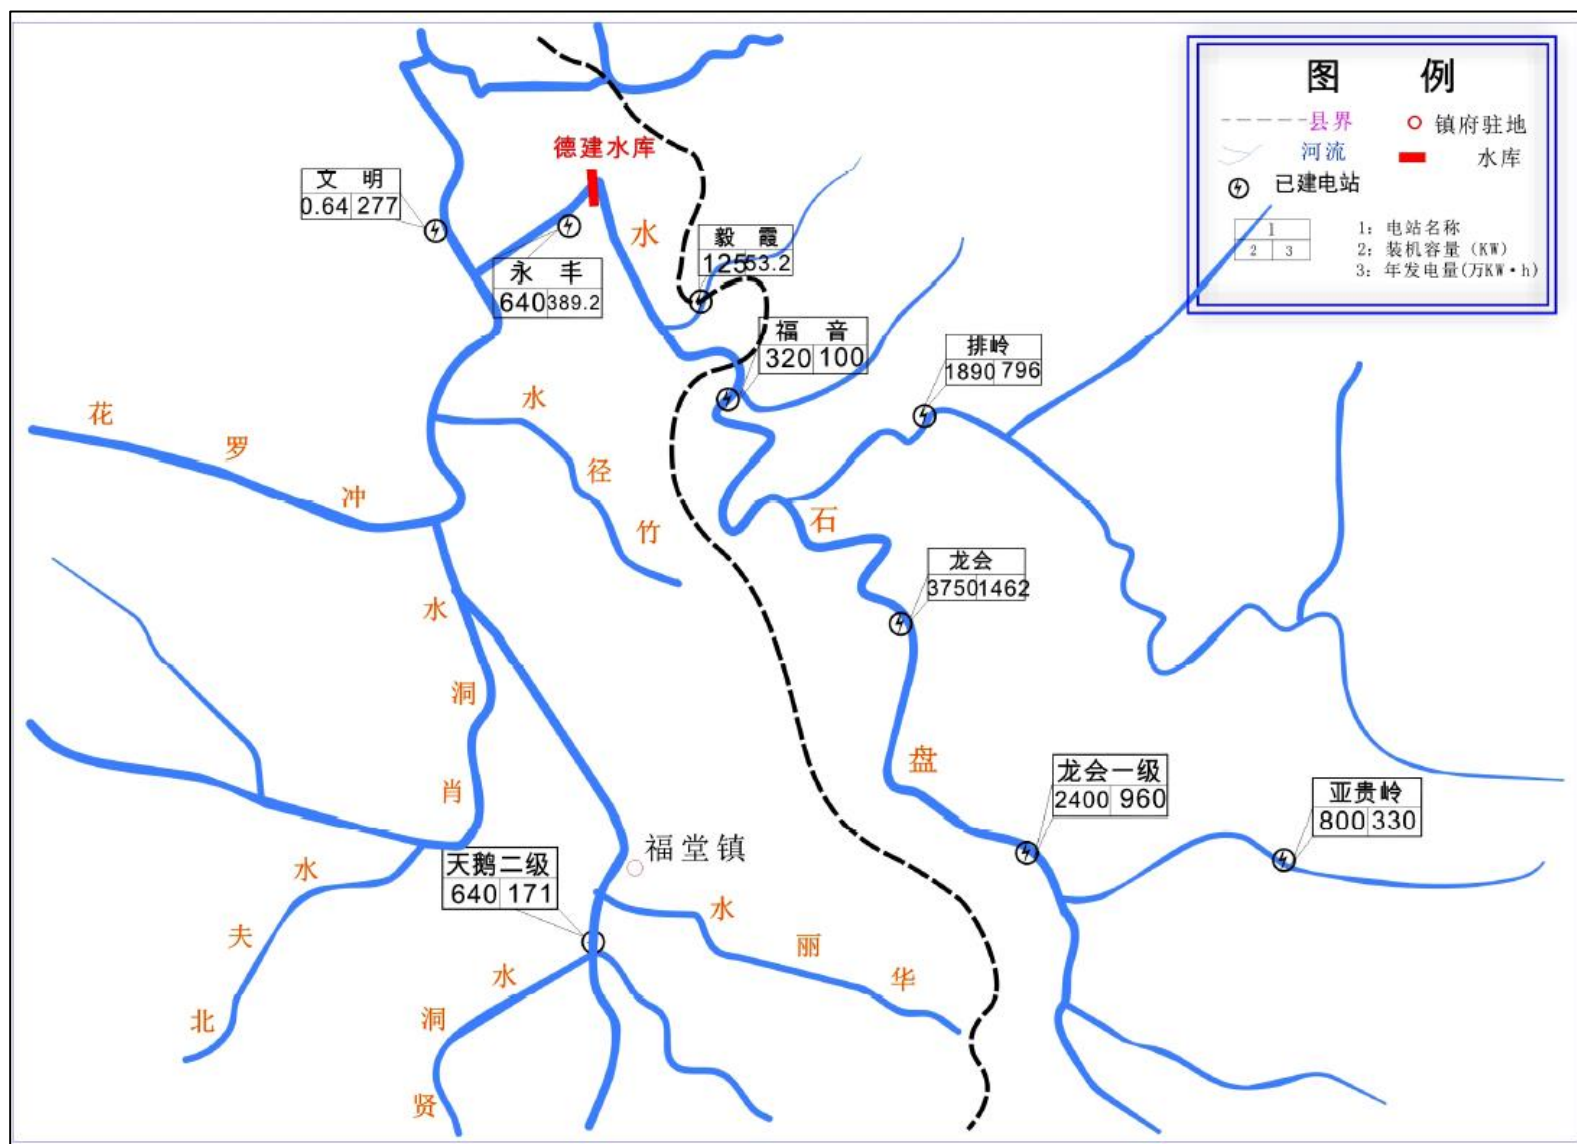 图 例
县界
镇府驻地
河流
水库
已建电站
1
2 3
1: 电站名称
2: 装机容量 (KW)
3: 年发电量(万KW·h)
德建水库
文 明
0.64 277
永 丰
640 389.2
水
毅 霞
125 53.2
福 音
320 100
排岭
1890 796
花
罗
冲
水
径
竹
石
龙会
3750 1462
水
洞
肖
盘
龙会一级
2400 960
亚贵岭
800 330
福堂镇
天鹅二级
640 171
水
夫
北
水
洞
贤
水
丽
华